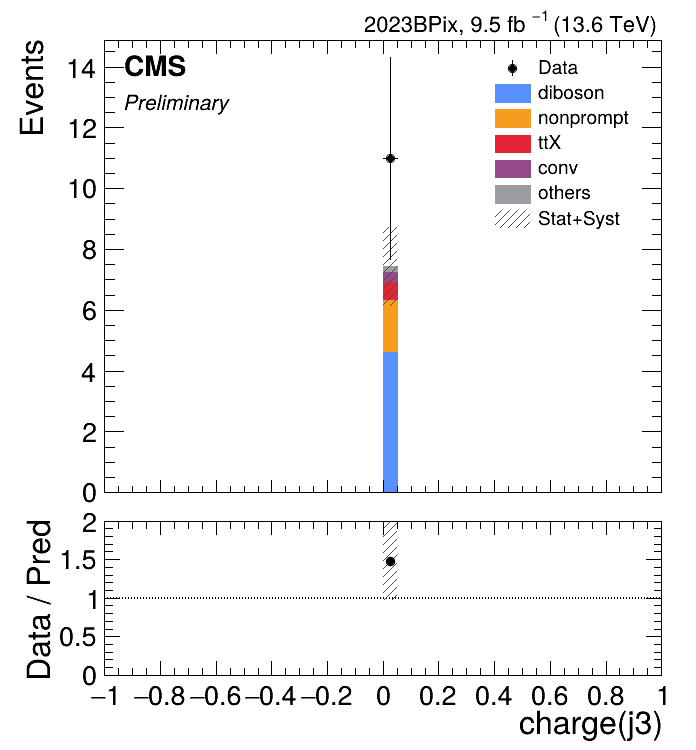 2023BPix, 9.5 fb⁻¹ (13.6 TeV)
CMS
Preliminary
Events
14
12
10
8
6
4
2
0
Data
diboson
nonprompt
ttX
conv
others
Stat+Syst
Data / Pred
2
1.5
1
0.5
0
−1 −0.8 −0.6 −0.4 −0.2 0 0.2 0.4 0.6 0.8 1
charge(j3)